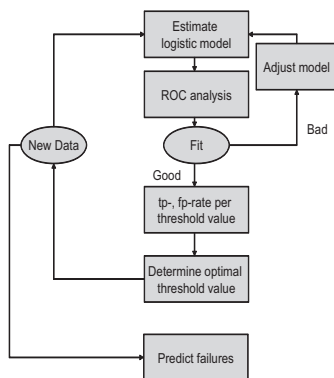 Estimate
logistic model
Adjust model
ROC analysis
New Data
Fit
Bad
Good
tp-, fp-rate per
threshold value
Determine optimal
threshold value
Predict failures